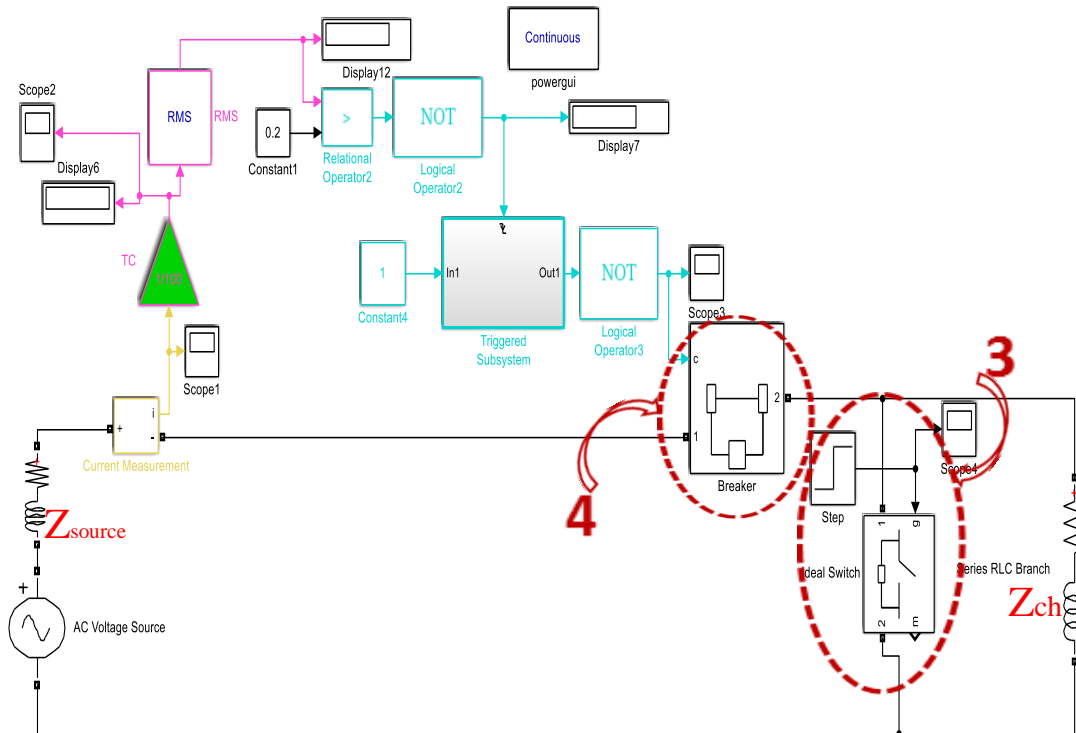 Continuous
powergui
Display12
Scope2
RMS
RMS
0.2
Constant1
>
Relational
Operator2
NOT
Logical
Operator2
Display7
Display6
TC
1/100
1
Constant4
In1
Out1
Triggered
Subsystem
NOT
Logical
Operator3
Scope3
Scope1
c
2
1
Breaker
3
4
+
i
-
Current Measurement
Scope4
Step
Zsource
1
g
Ideal Switch
2
m
Series RLC Branch
Zch
+
AC Voltage Source